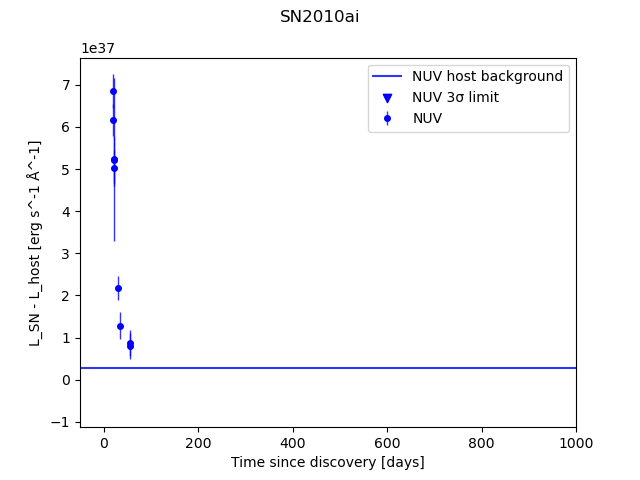 SN2010ai
1e37
NUV host background
NUV 3σ limit
NUV
7
6
5
4
3
2
1
0
−1
L_SN - L_host [erg s^-1 Å^-1]
0 200 400 600 800 1000
Time since discovery [days]